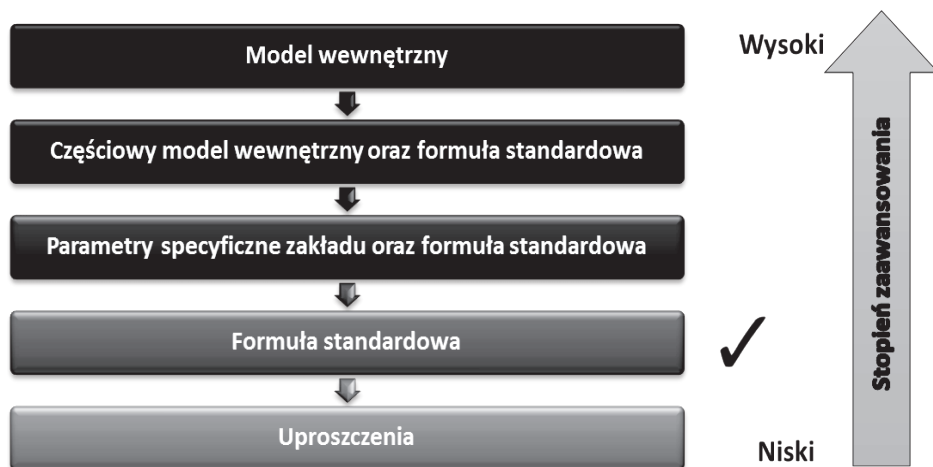 Model wewnętrzny
Częściowy model wewnętrzny oraz formuła standardowa
Parametry specyficzne zakładu oraz formuła standardowa
Formuła standardowa
Uproszczenia
Wysoki
Stopień zaawansowania
Niski